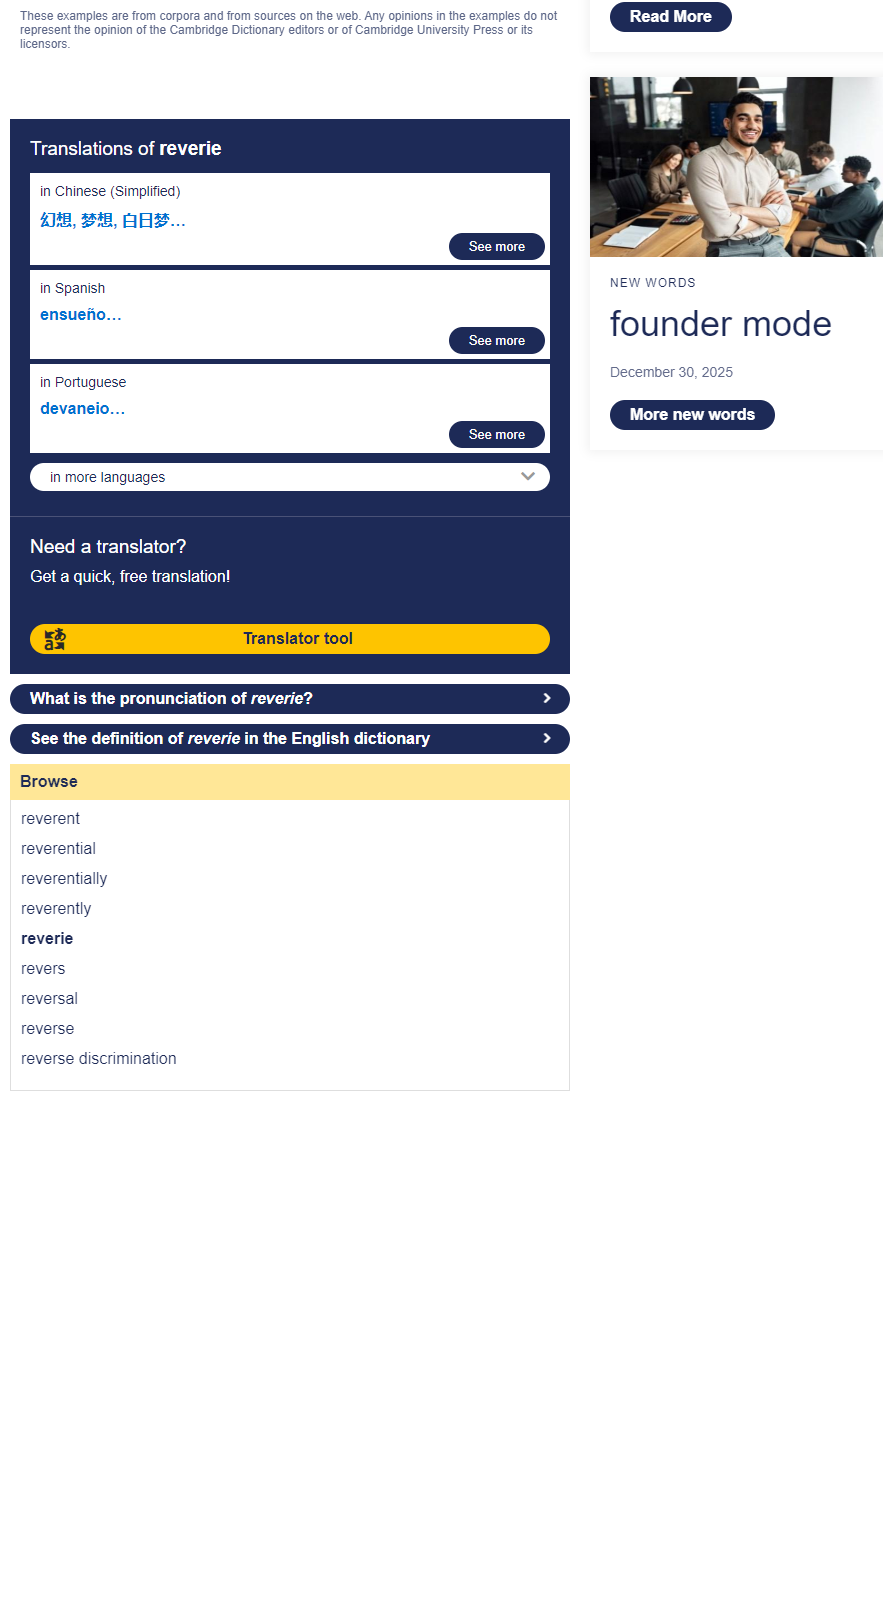 These examples are from corpora and from sources on the web. Any opinions in the examples do not
represent the opinion of the Cambridge Dictionary editors or of Cambridge University Press or its
licensors.
Translations of reverie
in Chinese (Simplified)
幻想, 梦想, 白日梦…
See more
in Spanish
ensueño…
See more
in Portuguese
devaneio…
See more
in more languages
Need a translator?
Get a quick, free translation!
Translator tool
What is the pronunciation of reverie?
See the definition of reverie in the English dictionary
Browse
reverent
reverential
reverentially
reverently
reverie
revers
reversal
reverse
reverse discrimination
Read More
NEW WORDS
founder mode
December 30, 2025
More new words